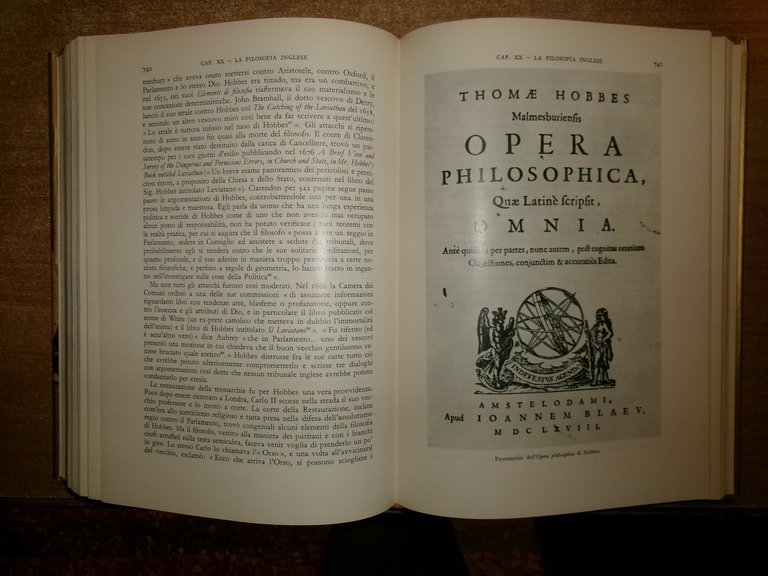 740
CAP. XX – LA FILOSOFIA INGLESE
mesbury » che aveva osato mettersi contro Aristotele, contro Oxford, il
Parlamento e lo stesso Dio. Hobbes era timido, ma era un combattivo, e
nel 1655, nei suoi Elementi di filosofia riaffermava il suo materialismo e le
sue concezioni deterministiche. John Bramhall, il dotto vescovo di Derry,
lanciò il suo strale contro Hobbes col The Catching of the Leviathan del 1658,
e secondo un altro vescovo mirò così bene da far scrivere a quest'ultimo:
« Lo strale è tuttora infisso nel naso di Hobbes ». Gli attacchi si ripete-
rono di anno in anno fin quasi alla morte del filosofo. Il conte di Claren-
don, dopo essere stato destituito dalla carica di Cancelliere, trovò un pas-
satempo per i suoi giorni d'esilio pubblicando nel 1676 A Brief View and
Survey of the Dangerous and Pernicious Errors, in Church and State, in Mr. Hobbe's
Book entitled Leviathan (« Un breve esame panoramico dei pericolosi e perni-
ciosi errori, a proposito della Chiesa e dello Stato, contenuti nel libro del
Sig. Hobbes intitolato Leviatano »). Clarendon per 322 pagine segue passo
passo le argomentazioni di Hobbes, controbattendole una per una in una
prosa limpida e maestosa. Egli parla da uomo che ha una lunga esperienza
politica e sorride di Hobbes come di uno che non avendo mai occupato
alcun posto di responsabilità, non ha potuto verificare i suoi teoremi con
la realtà pratica, per cui si augura che il filosofo « possa avere un seggio in
Parlamento, sedere in Consiglio ed assistere a sedute di tribunali, dove
probabilmente egli si renderà conto che le sue solitarie meditazioni, per
quanto profonde, e il suo aderire in maniera troppo perentoria a certe no-
zioni filosofiche, e perfino a regole di geometria, lo hanno tratto in ingan-
no nell'investigare sulle cose della Politica ».
Ma non tutti gli attacchi furono così moderati. Nel 1666 la Camera dei
Comuni ordinò a una delle sue commissioni « di assumere informazioni
riguardanti libri con tendenze atee, blasfeme o profanatorie, oppure con-
tro l'essenza e gli attributi di Dio, e in particolare il libro pubblicato col
nome di White (un ex-prete cattolico che metteva in dubbio l'immortalità
dell'anima) e il libro di Hobbes intitolato Il Leviatano ». « Fu riferito (ed
è senz'altro vero) » dice Aubrey « che in Parlamento... uno dei vescovi
presentò una mozione in cui chiedeva che il buon vecchio gentiluomo ve-
nisse bruciato quale eretico ». Hobbes distrusse fra le sue carte tutto ciò
che avrebbe potuto ulteriormente comprometterlo e scrisse tre dialoghi
con argomentazioni così dotte che nessun tribunale inglese avrebbe potuto
condannarlo per eresia.
La restaurazione della monarchia fu per Hobbes una vera provvidenza.
Poco dopo essere rientrato a Londra, Carlo II scorse nella strada il suo vec-
chio professore e lo invitò a corte. La corte della Restaurazione, incline
com'era allo scetticismo religioso e tutta presa nella difesa dell'assolutismo
regio contro il Parlamento, trovò congeniali alcuni elementi della filosofia
di Hobbes. Ma il filosofo, vestito alla maniera dei puritani e con i bianchi
ciuffi arruffati sulla testa semicalva, faceva venir voglia di prenderlo un po'
in giro. Lo stesso Carlo lo chiamava l'« Orso », e una volta all'avvicinarsi
del vecchio, esclamò: « Ecco che arriva l'Orso, si possono sciogliere i
CAP. XX – LA FILOSOFIA INGLESE
741
THOMÆ HOBBES
Malmesburiensis
OPERA
PHILOSOPHICA,
Quæ Latinè scripsit,
OMNIA.
Antè quidem per partes, nunc autem, post cognitas omnium
Objectiones, conjunctim & accuratiùs Edita.
INDEFESSVS AGENDO
AMSTELODAMI,
Apud IOANNEM BLAEV,
MDCLXVIII.
Frontespizio dell'Opera philosophica di Hobbes.